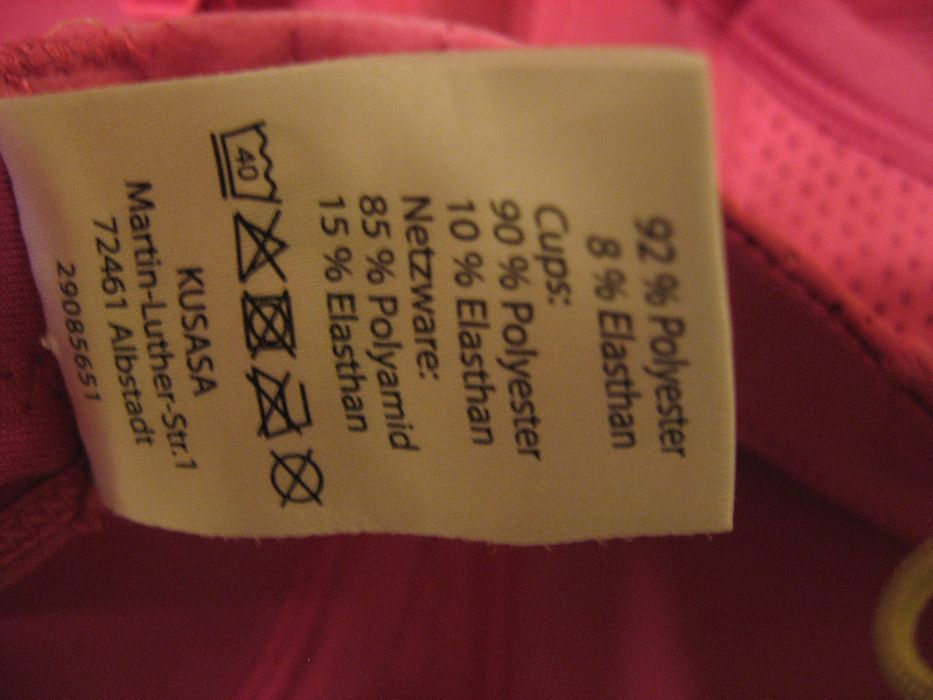 92 % Polyester
8 % Elasthan
Cups:
90 % Polyester
10 % Elasthan
Netzware:
85 % Polyamid
15 % Elasthan
40
KUSASA
Martin-Luther-Str.1
72461 Albstadt
29085651